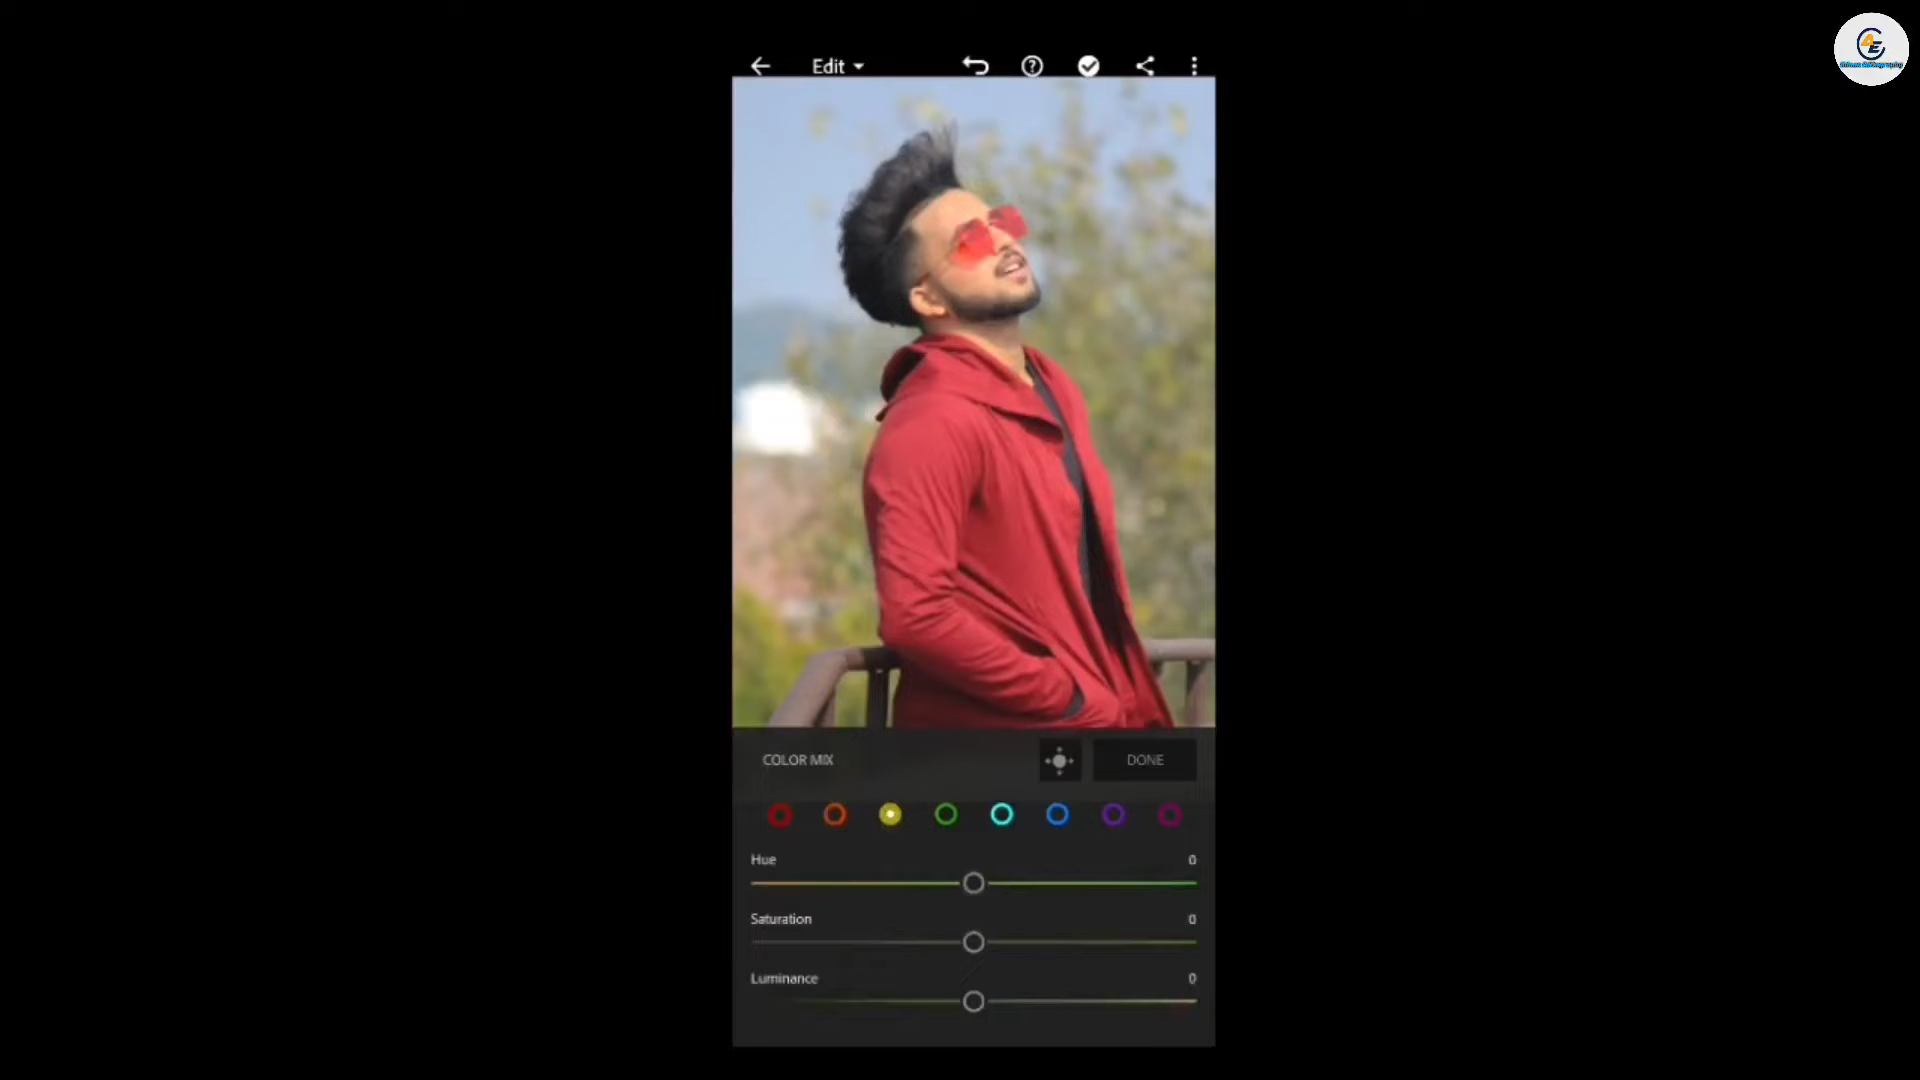 Edit
COLOR MIX
DONE
Hue 0
Saturation 0
Luminance 0